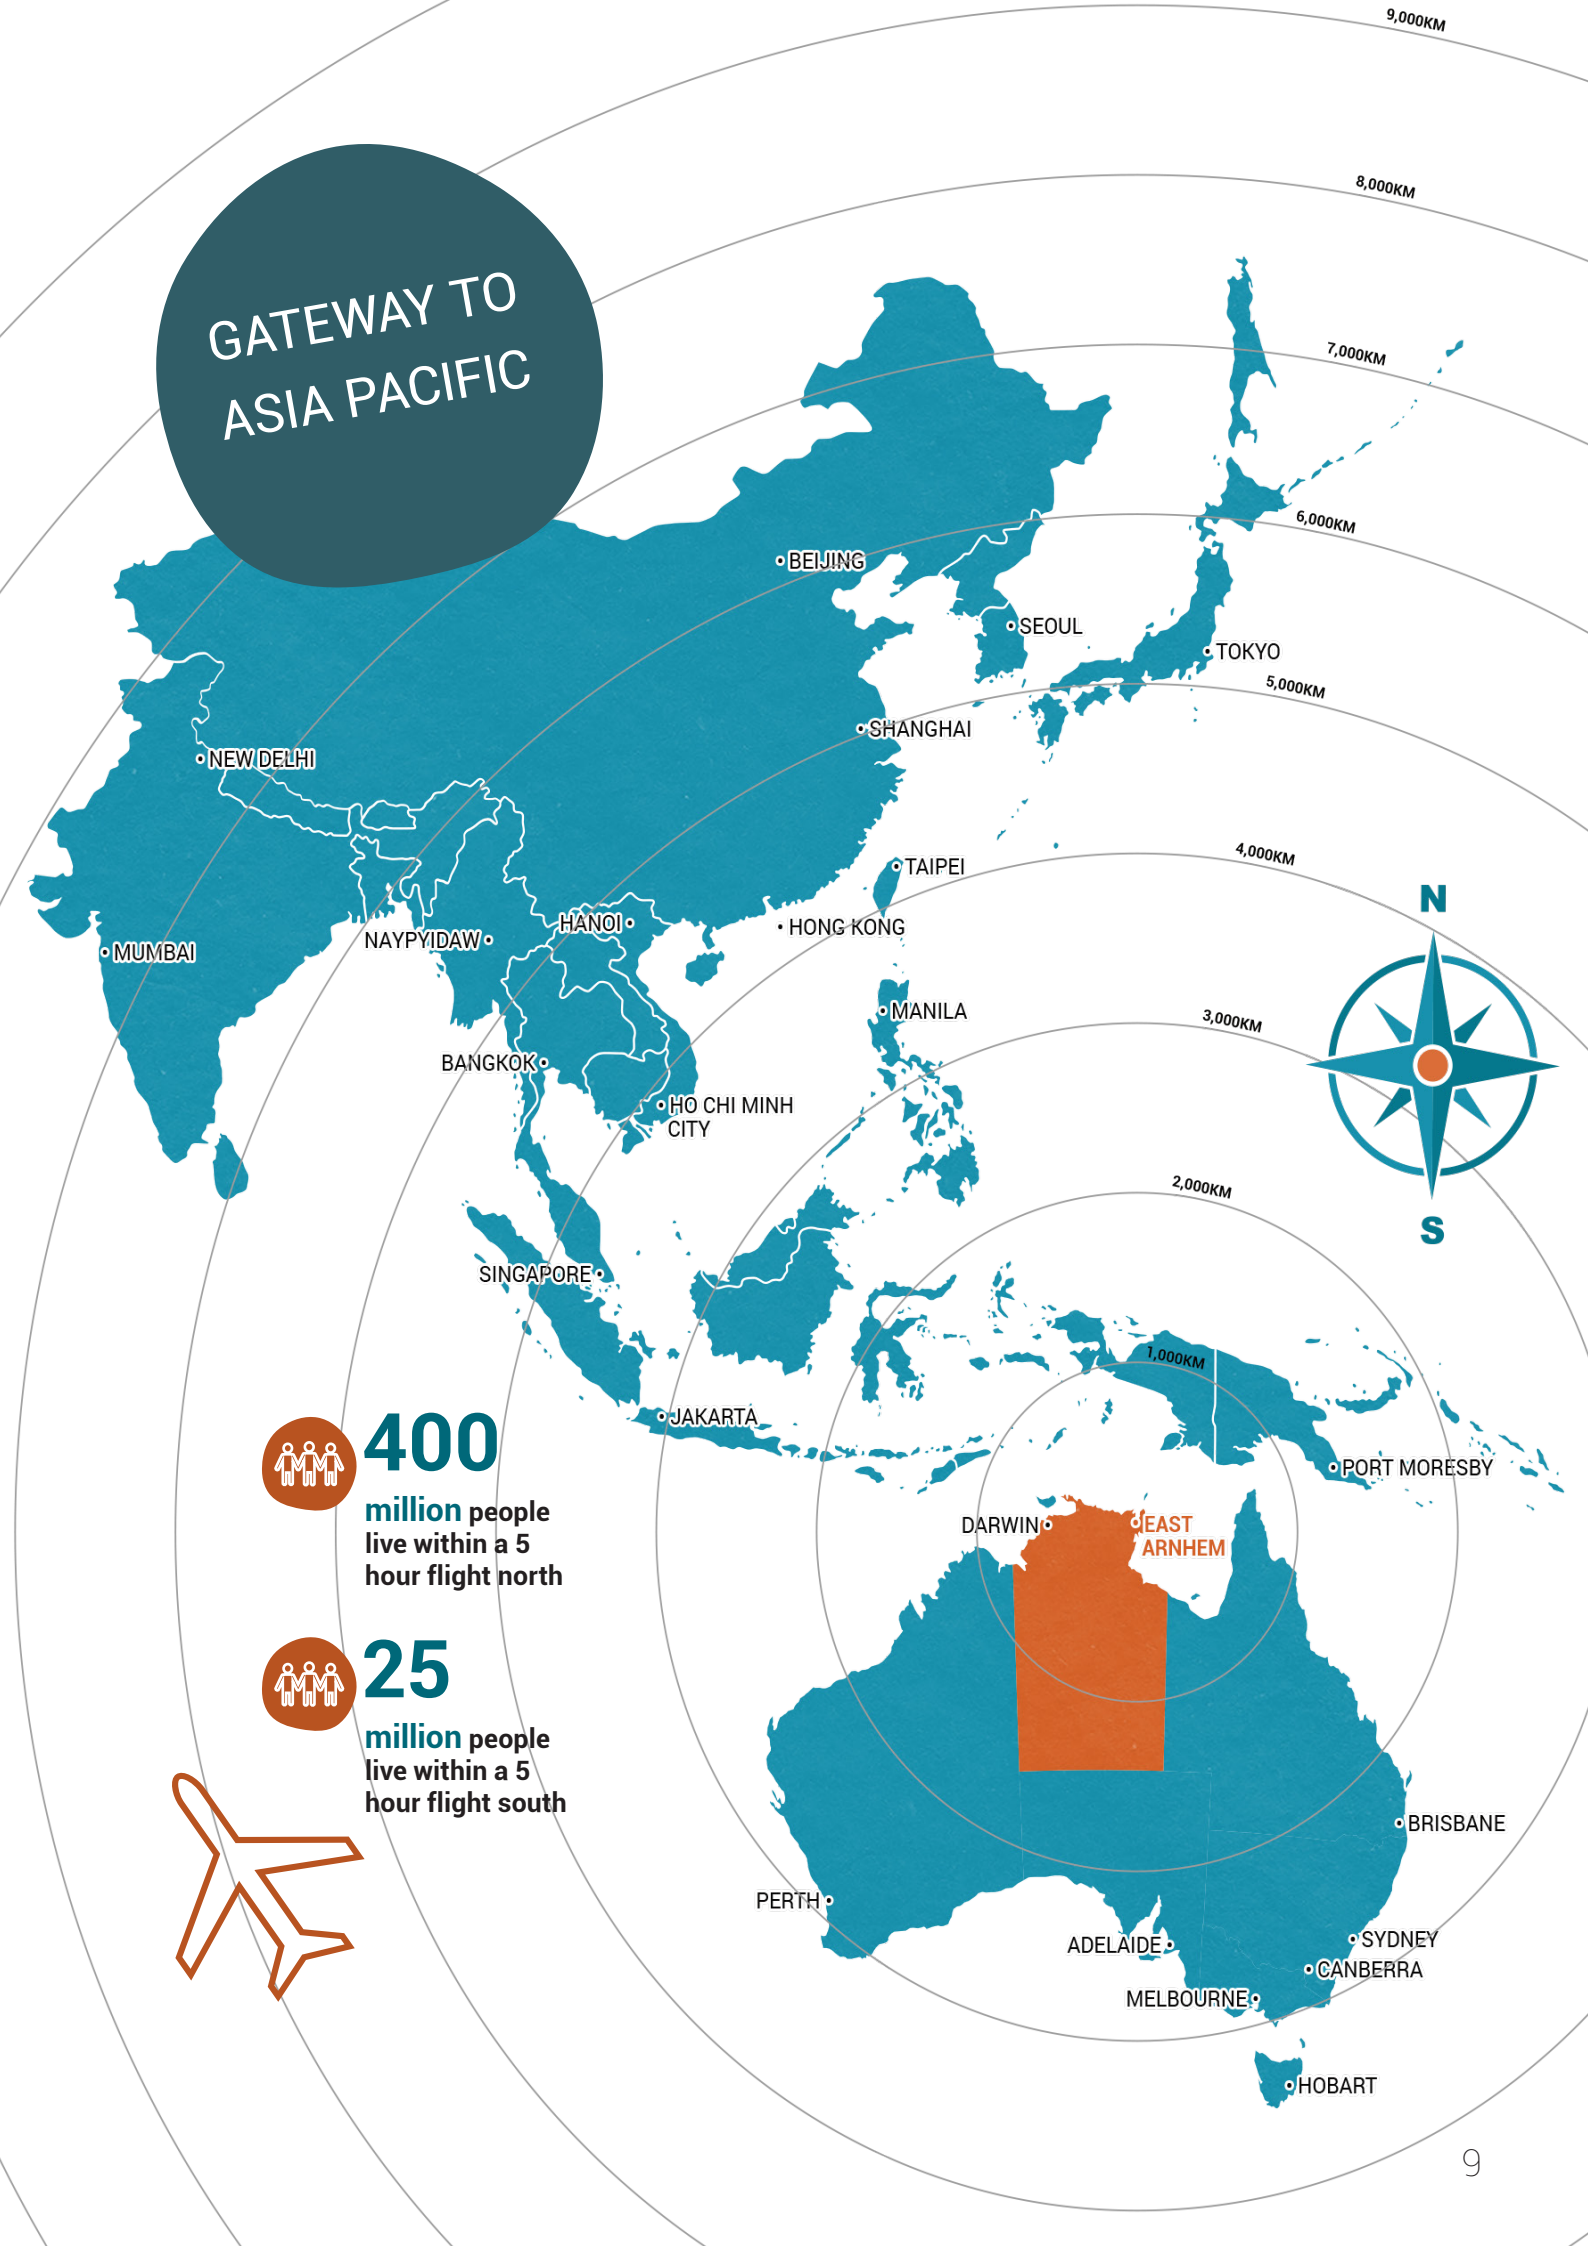 9,000KM
8,000KM
GATEWAY TO
ASIA PACIFIC
7,000KM
6,000KM
BEIJING
SEOUL
TOKYO
5,000KM
SHANGHAI
NEW DELHI
4,000KM
TAIPEI
N
HANOI
HONG KONG
NAYPYIDAW
MUMBAI
MANILA
3,000KM
BANGKOK
HO CHI MINH
CITY
2,000KM
S
SINGAPORE
1,000KM
JAKARTA
400
million people
live within a 5
hour flight north
PORT MORESBY
DARWIN
EAST
ARNHEM
25
million people
live within a 5
hour flight south
BRISBANE
PERTH
ADELAIDE
SYDNEY
CANBERRA
MELBOURNE
HOBART
9